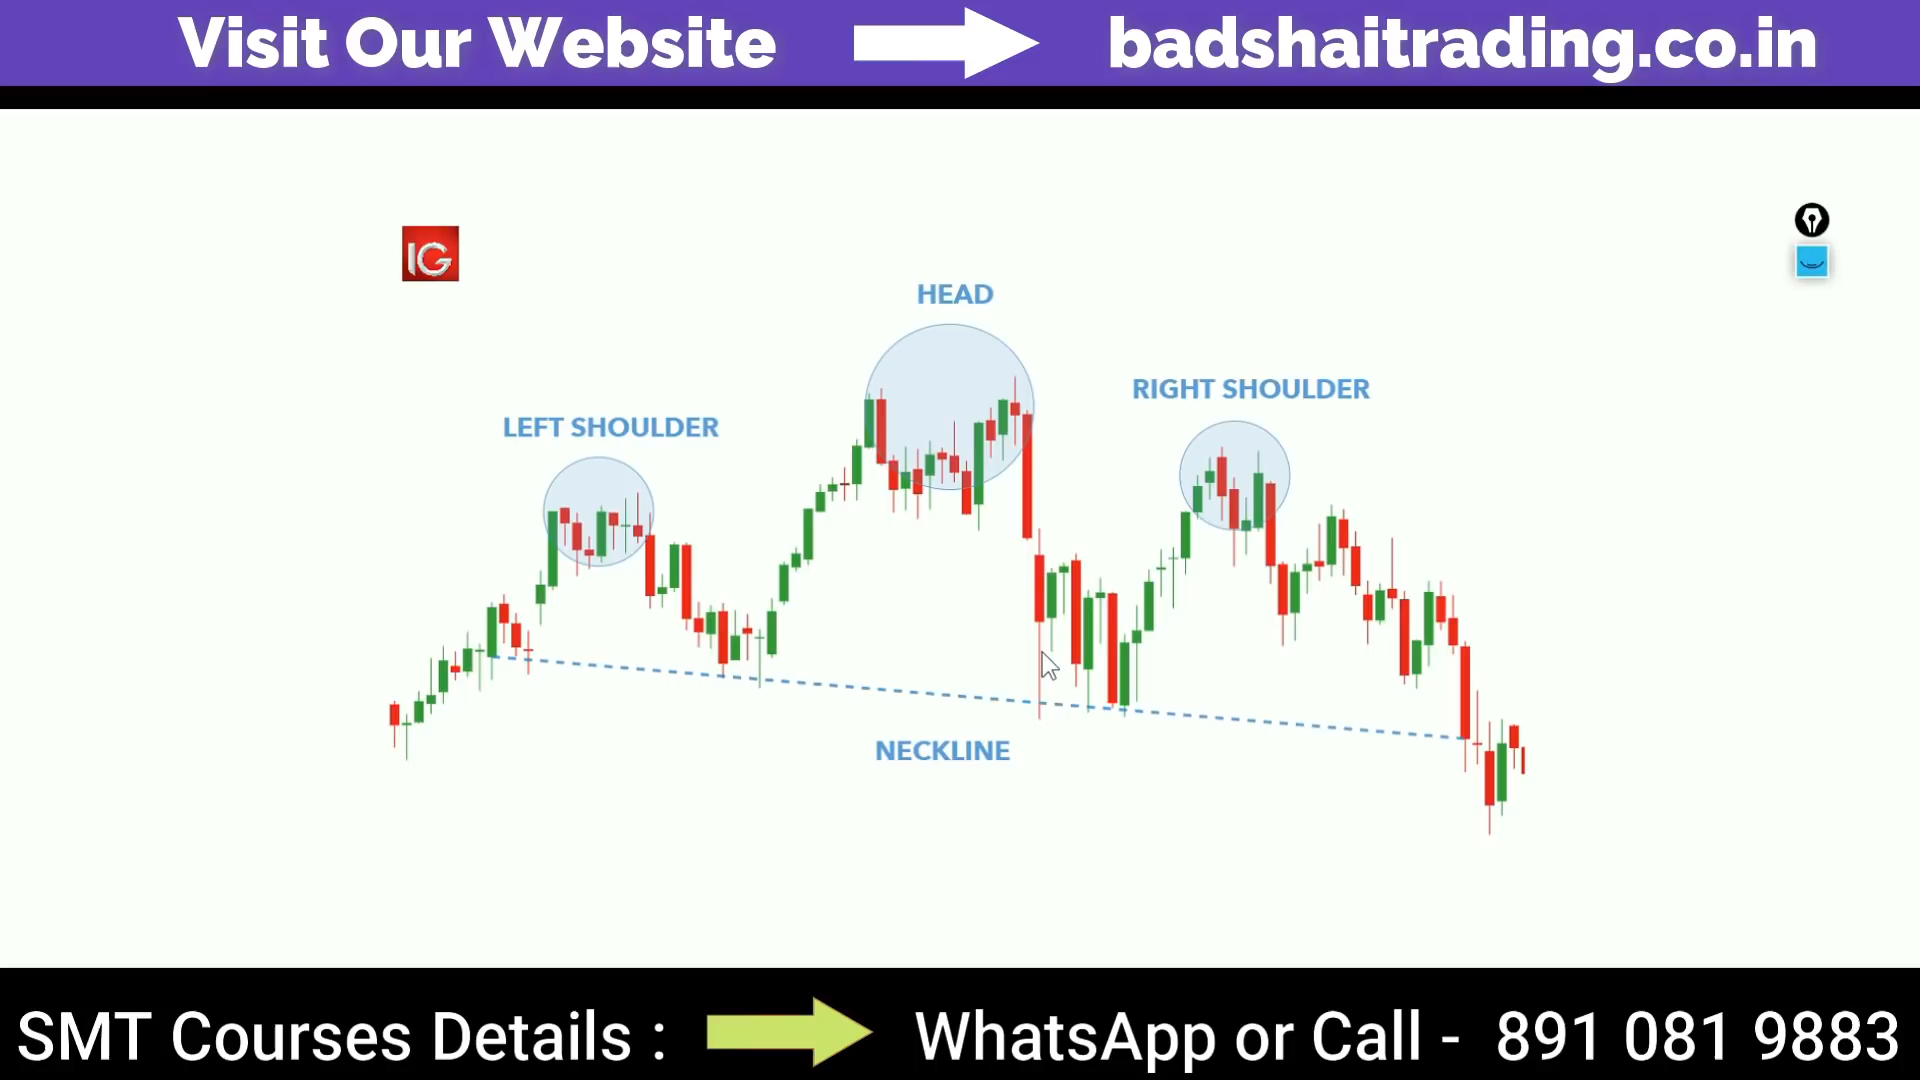 Visit Our Website
badshaitrading.co.in
IG
HEAD
RIGHT SHOULDER
LEFT SHOULDER
NECKLINE
SMT Courses Details :
WhatsApp or Call - 891 081 9883